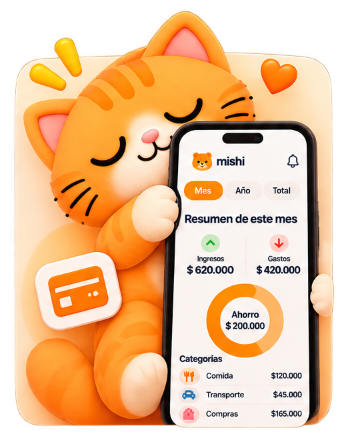 mishi
Mes Año Total
Resumen de este mes
Ingresos Gastos
$ 620.000 $ 420.000
Ahorro
$ 200.000
Categorias
Comida $120.000
Transporte $45.000
Compras $165.000